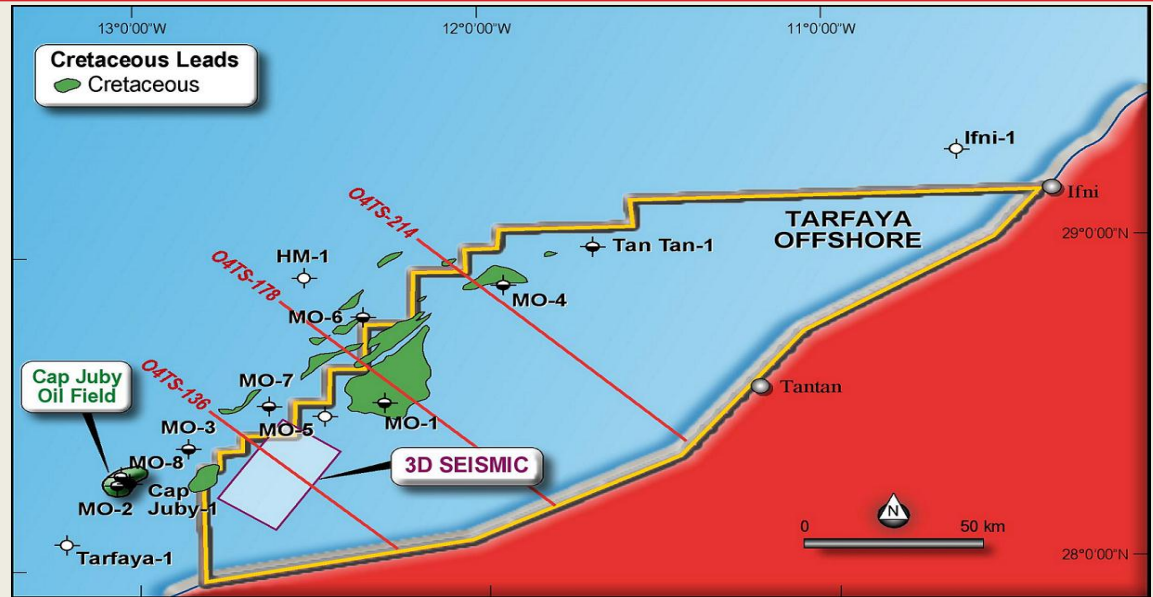 13°0'00"W
12°0'00"W
11°0'00"W
Cretaceous Leads
Cretaceous
Ifni-1
Ifni
O4TS-214
TARFAYA
OFFSHORE
29°0'00"N
Tan Tan-1
HM-1
O4TS-178
MO-4
MO-6
Cap Juby
Oil Field
O4TS-136
MO-7
Tantan
MO-5
MO-1
MO-3
3D SEISMIC
MO-8
Cap
Juby-1
MO-2
N
0
50 km
Tarfaya-1
28°0'00"N